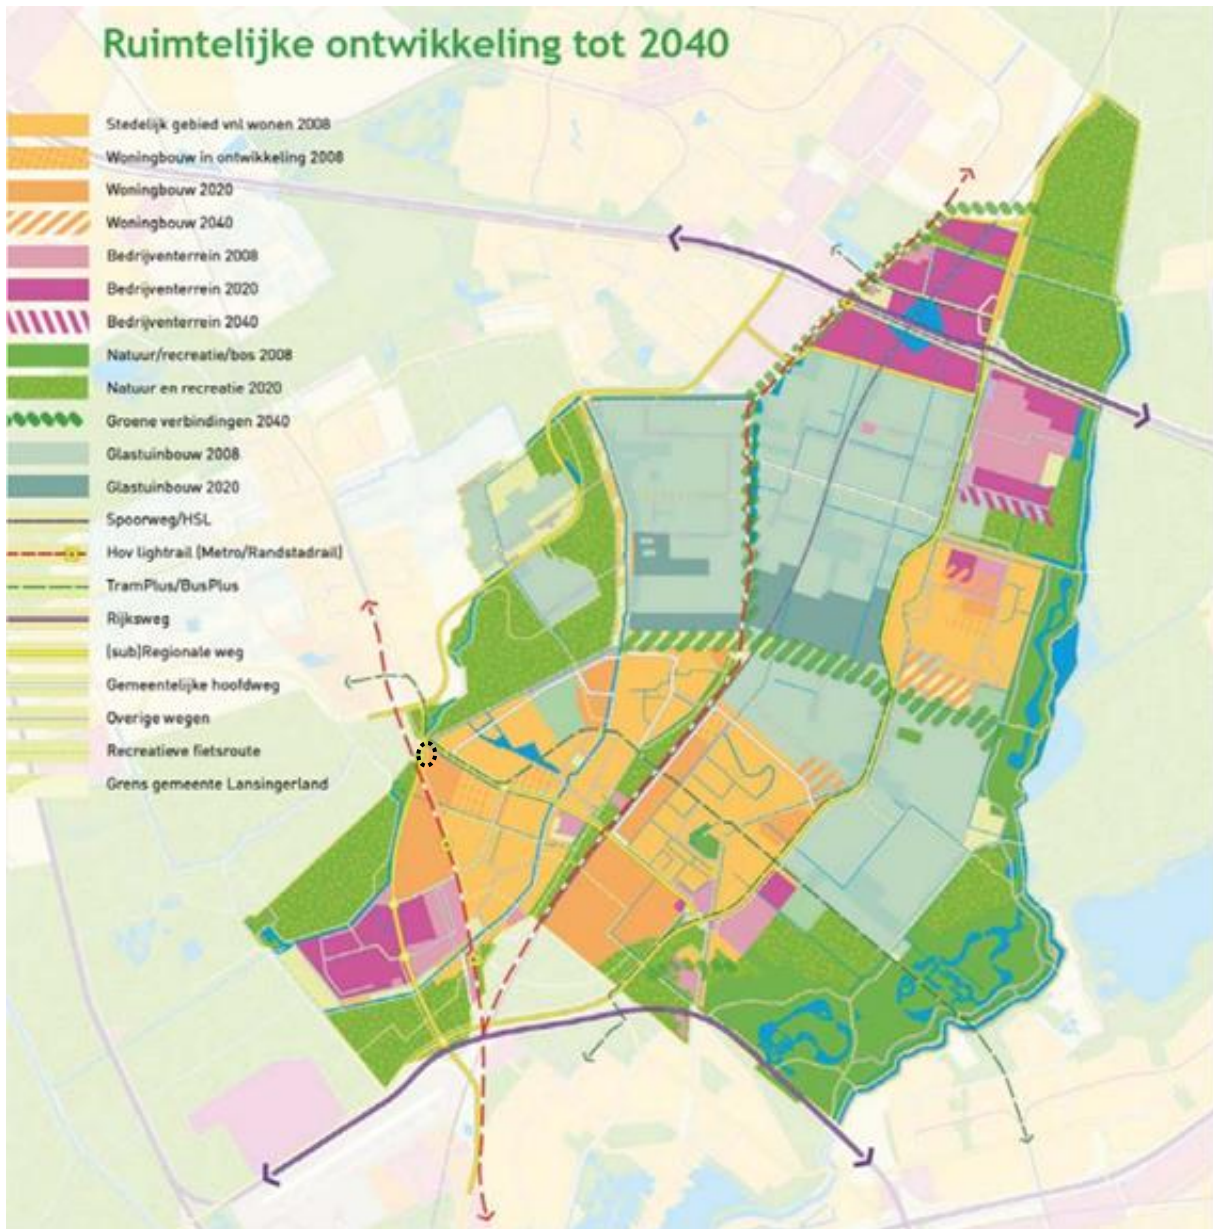 Ruimtelijke ontwikkeling tot 2040
Stedelijk gebied vnl wonen 2008
Woningbouw in ontwikkeling 2008
Woningbouw 2020
Woningbouw 2040
Bedrijventerrein 2008
Bedrijventerrein 2020
Bedrijventerrein 2040
Natuur/recreatie/bos 2008
Natuur en recreatie 2020
Groene verbindingen 2040
Glastuinbouw 2008
Glastuinbouw 2020
Spoorweg/HSL
Hov lightrail (Metro/Randstadrail)
TramPlus/BusPlus
Rijksweg
(sub)Regionale weg
Gemeentelijke hoofdweg
Overige wegen
Recreatieve fietsroute
Grens gemeente Lansingerland